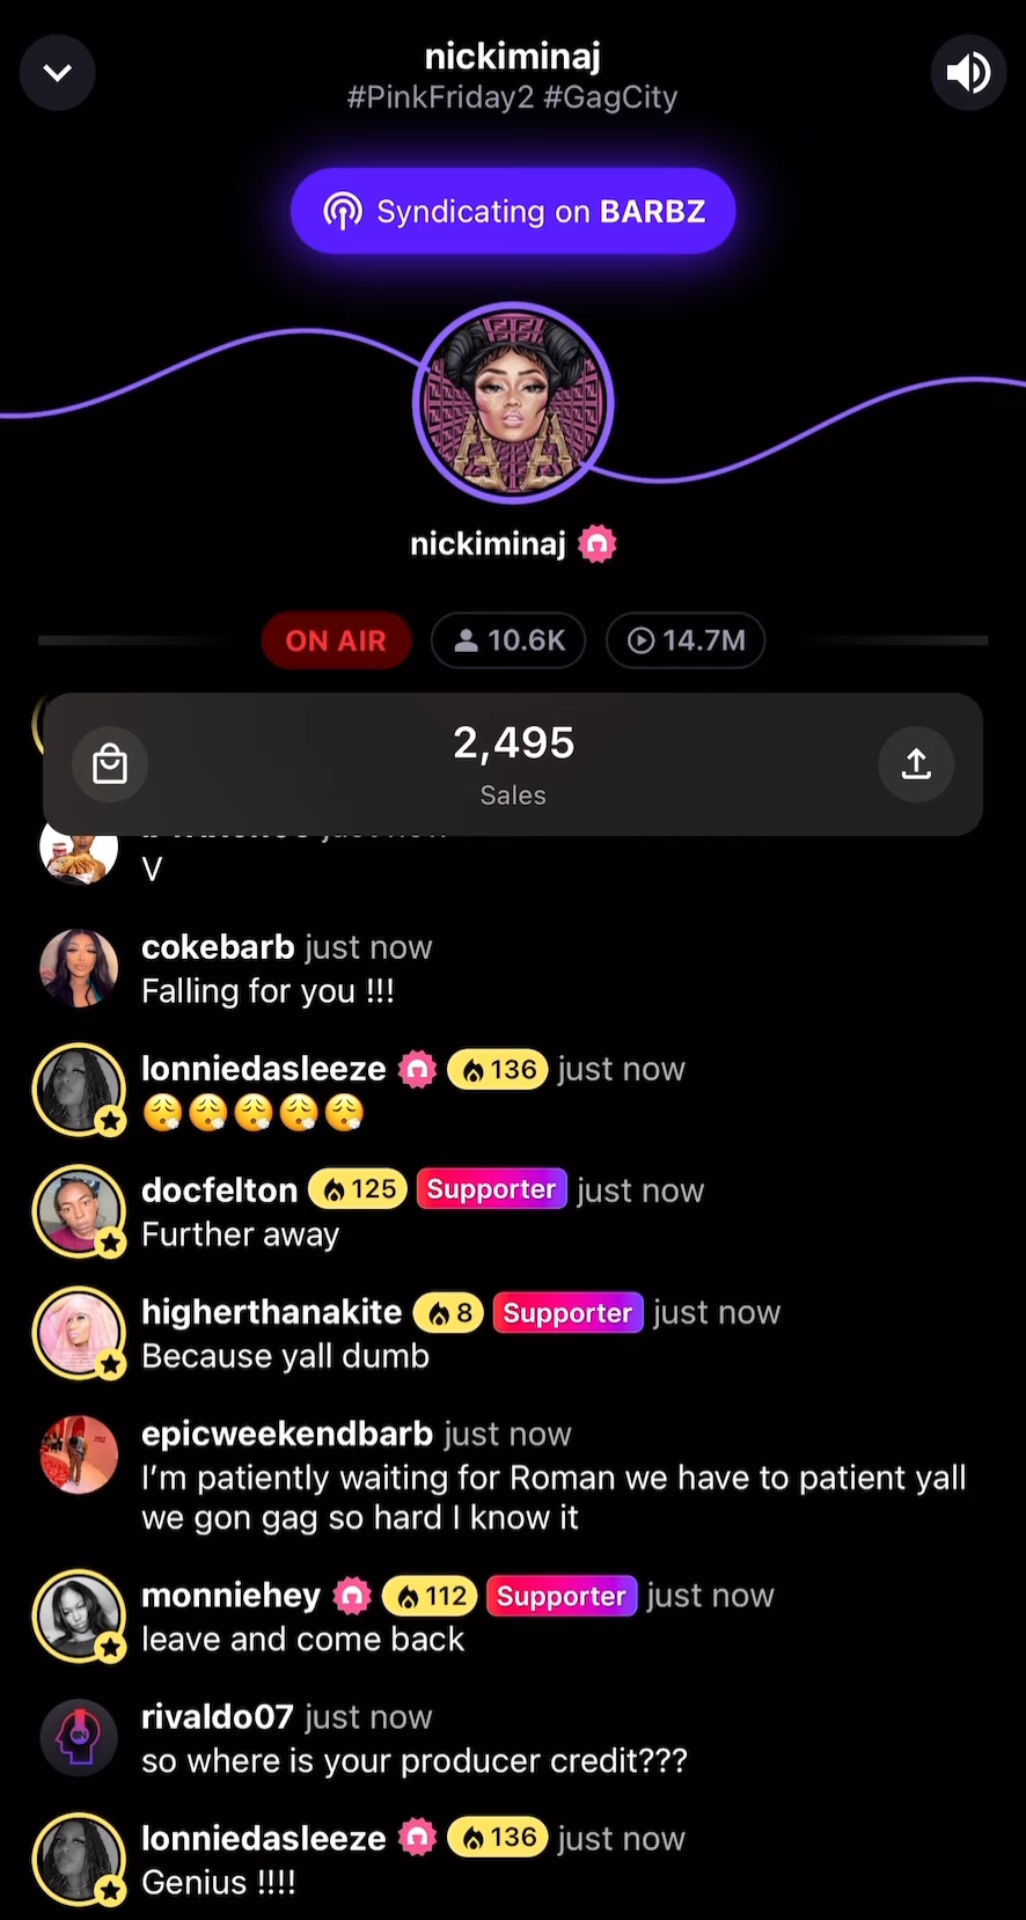 nickiminaj
#PinkFriday2 #GagCity
Syndicating on BARBZ
nickiminaj
ON AIR
10.6K
14.7M
2,495
Sales
V
cokebarb just now
Falling for you !!!
lonniedasleeze 136 just now
😮‍💨😮‍💨😮‍💨😮‍💨😮‍💨
docfelton 125 Supporter just now
Further away
higherthanakite 8 Supporter just now
Because yall dumb
epicweekendbarb just now
I’m patiently waiting for Roman we have to patient yall
we gon gag so hard I know it
monniehey 112 Supporter just now
leave and come back
rivaldo07 just now
so where is your producer credit???
lonniedasleeze 136 just now
Genius !!!!